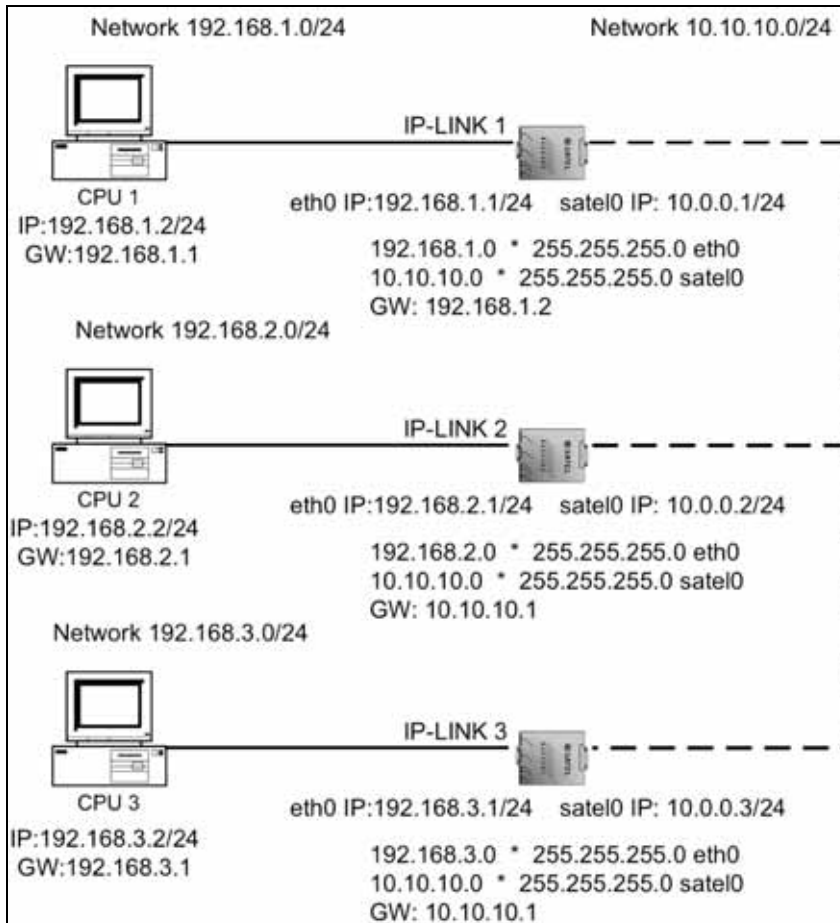 Network 192.168.1.0/24
Network 10.10.10.0/24
IP-LINK 1
CPU 1
IP:192.168.1.2/24
GW:192.168.1.1
eth0 IP:192.168.1.1/24 satel0 IP: 10.0.0.1/24
192.168.1.0 * 255.255.255.0 eth0
10.10.10.0 * 255.255.255.0 satel0
GW: 192.168.1.2
Network 192.168.2.0/24
IP-LINK 2
CPU 2
IP:192.168.2.2/24
GW:192.168.2.1
eth0 IP:192.168.2.1/24 satel0 IP: 10.0.0.2/24
192.168.2.0 * 255.255.255.0 eth0
10.10.10.0 * 255.255.255.0 satel0
GW: 10.10.10.1
Network 192.168.3.0/24
IP-LINK 3
CPU 3
IP:192.168.3.2/24
GW:192.168.3.1
eth0 IP:192.168.3.1/24 satel0 IP: 10.0.0.3/24
192.168.3.0 * 255.255.255.0 eth0
10.10.10.0 * 255.255.255.0 satel0
GW: 10.10.10.1